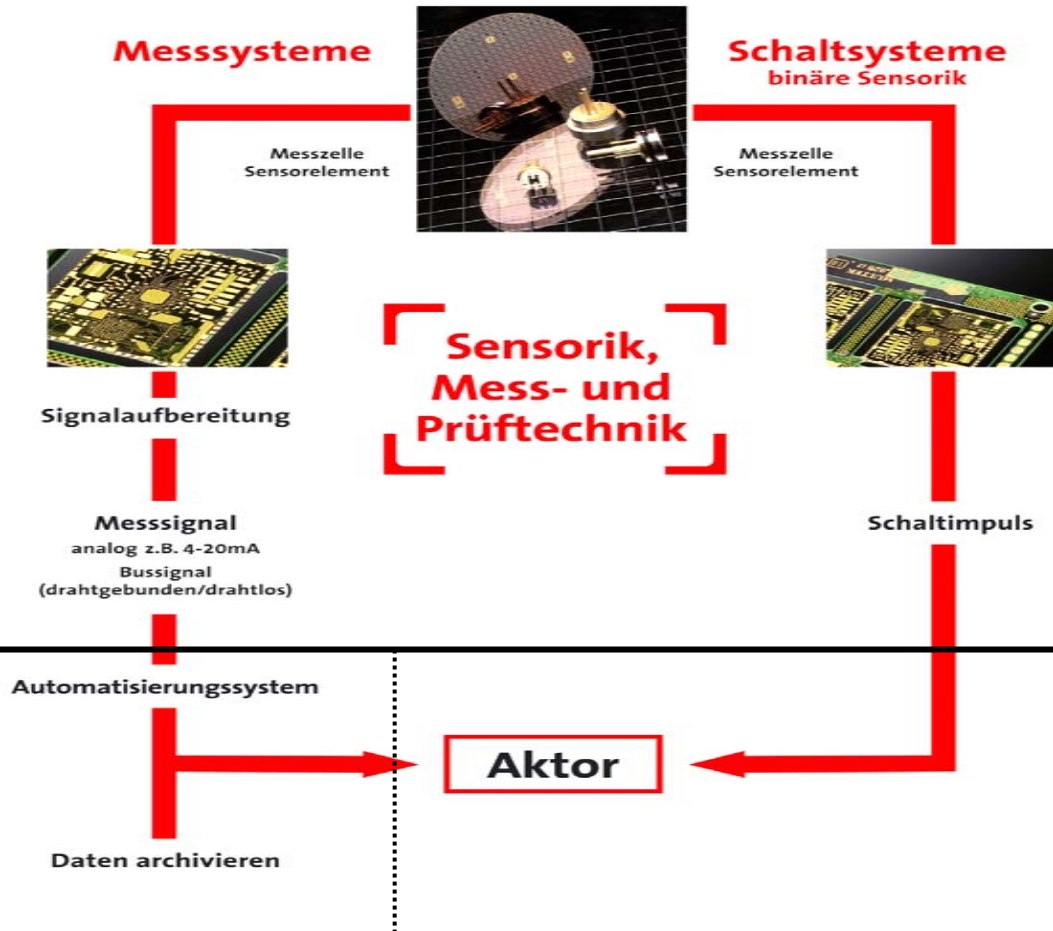 Messsysteme
Schaltsysteme
binäre Sensorik
Messzelle
Sensorelement
Messzelle
Sensorelement
Sensorik,
Mess- und
Prüftechnik
Signalaufbereitung
Messsignal
analog z.B. 4-20mA
Bussignal
(drahtgebunden/drahtlos)
Schaltimpuls
Automatisierungssystem
Aktor
Daten archivieren